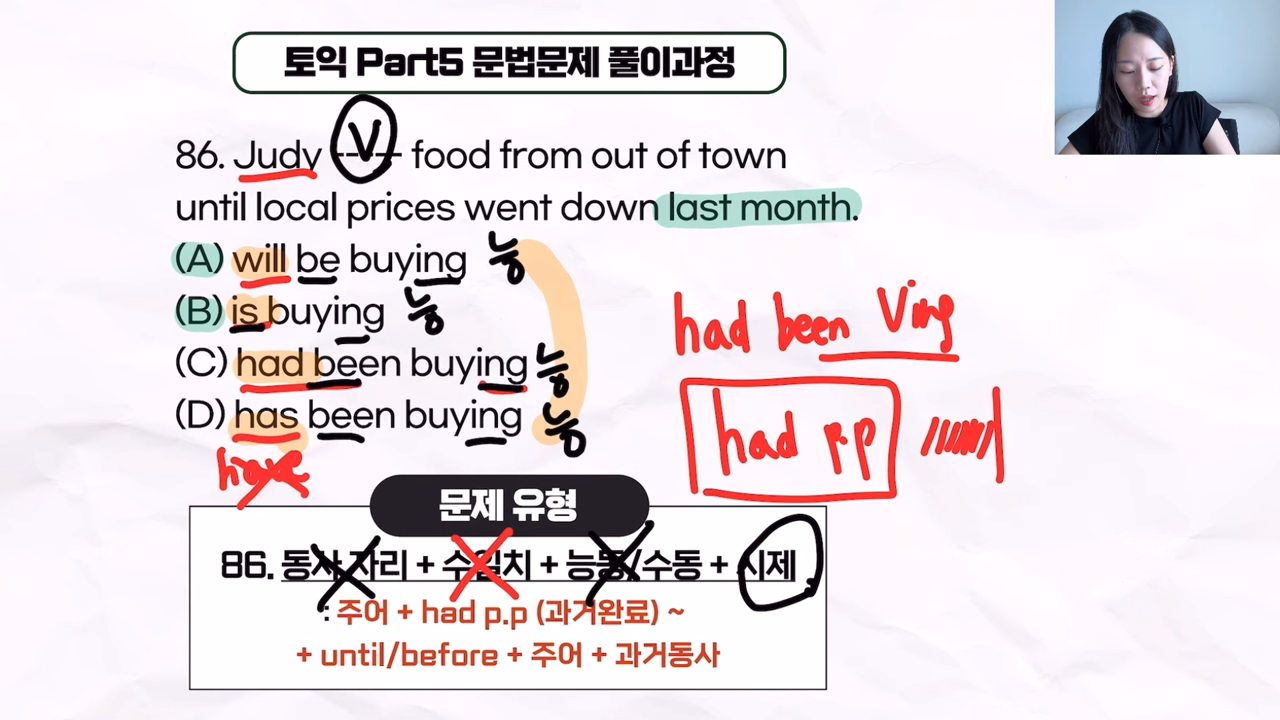 토익 Part5 문법문제 풀이과정
V
86. Judy ----- food from out of town
until local prices went down last month.
(A) will be buying 능
(B) is buying 능
(C) had been buying 능
(D) has been buying 능
have
had been Ving
had p.p
문제 유형
86. 동사 자리 + 수일치 + 능동/수동 + 시제
: 주어 + had p.p (과거완료) ~
+ until/before + 주어 + 과거동사